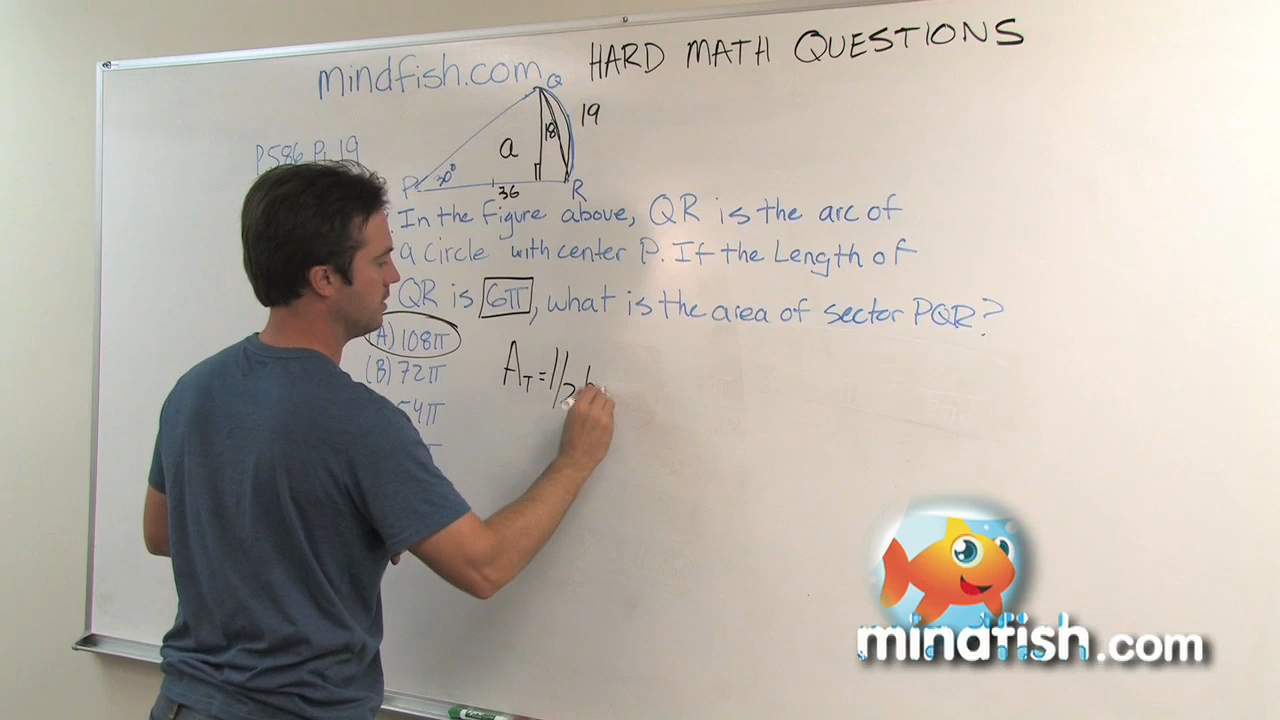 HARD MATH QUESTIONS
mindfish.com
Q
19
18
a
P.586 P. 19
P
30°
36
R
In the figure above, QR is the arc of
a circle with center P. If the Length of
QR is 6π, what is the area of sector PQR?
(A) 108π
(B) 72π
54π
A_T = 1/2 b
mindfish.com